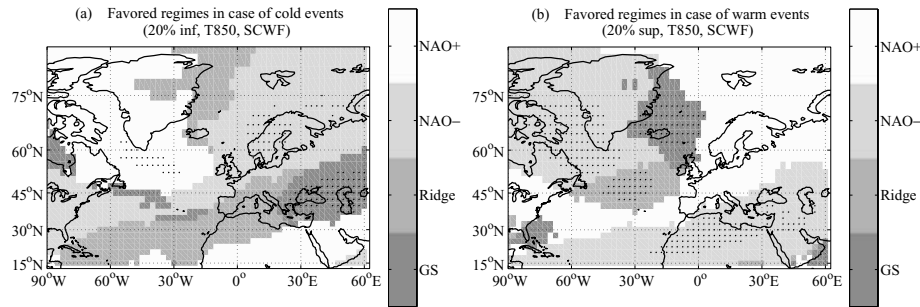 (a) Favored regimes in case of cold events
(20% inf, T850, SCWF)
75°N
60°N
45°N
30°N
15°N
90°W
60°W
30°W
0°
30°E
60°E
NAO+
NAO−
Ridge
GS
(b) Favored regimes in case of warm events
(20% sup, T850, SCWF)
75°N
60°N
45°N
30°N
15°N
90°W
60°W
30°W
0°
30°E
60°E
NAO+
NAO−
Ridge
GS